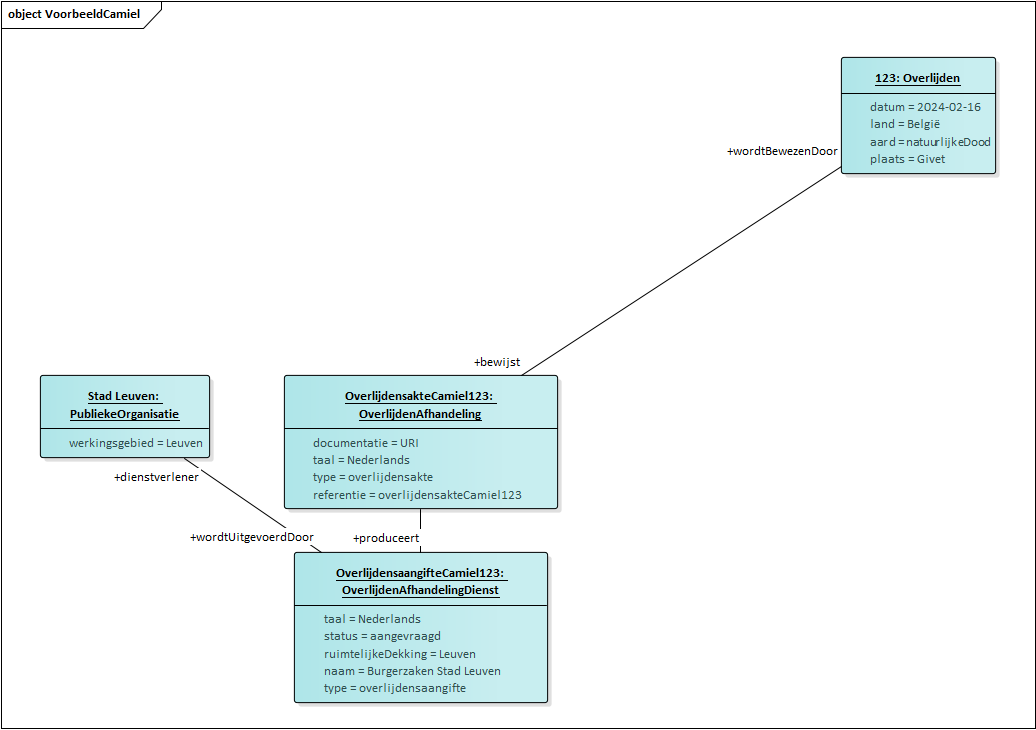 object VoorbeeldCamiel
123: Overlijden
datum = 2024-02-16
land = België
aard = natuurlijkeDood
plaats = Givet
+wordtBewezenDoor
+bewijst
Stad Leuven:
PubliekeOrganisatie
werkingsgebied = Leuven
OverlijdensakteCamiel123:
OverlijdenAfhandeling
documentatie = URI
taal = Nederlands
type = overlijdensakte
referentie = overlijdensakteCamiel123
+dienstverlener
+wordtUitgevoerdDoor
+produceert
OverlijdensaangifteCamiel123:
OverlijdenAfhandelingDienst
taal = Nederlands
status = aangevraagd
ruimtelijkeDekking = Leuven
naam = Burgerzaken Stad Leuven
type = overlijdensaangifte